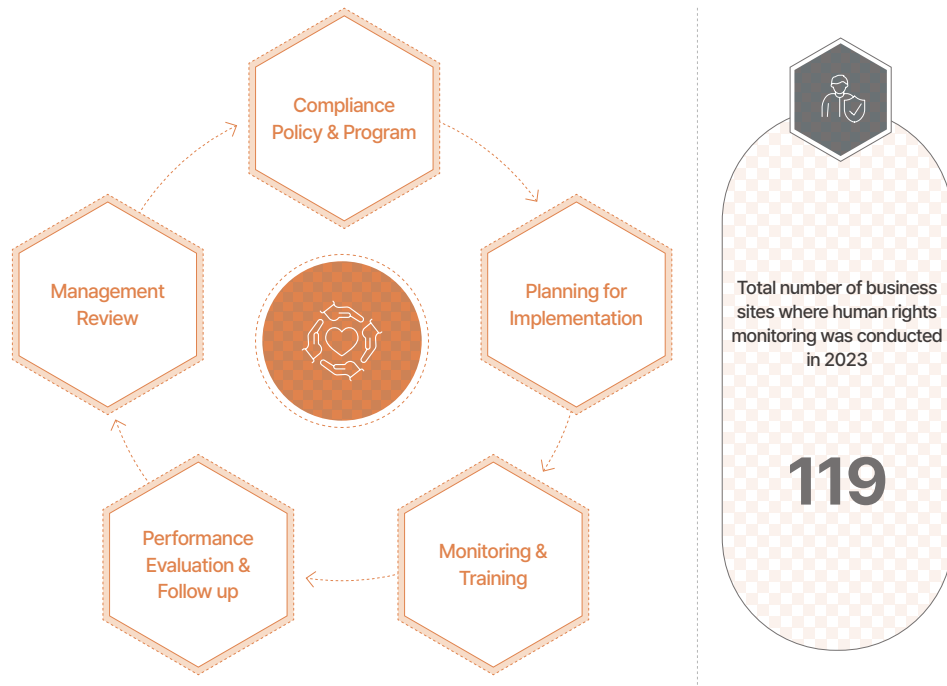 Compliance
Policy & Program
Planning for
Implementation
Monitoring &
Training
Performance
Evaluation &
Follow up
Management
Review
Total number of business
sites where human rights
monitoring was conducted
in 2023
119